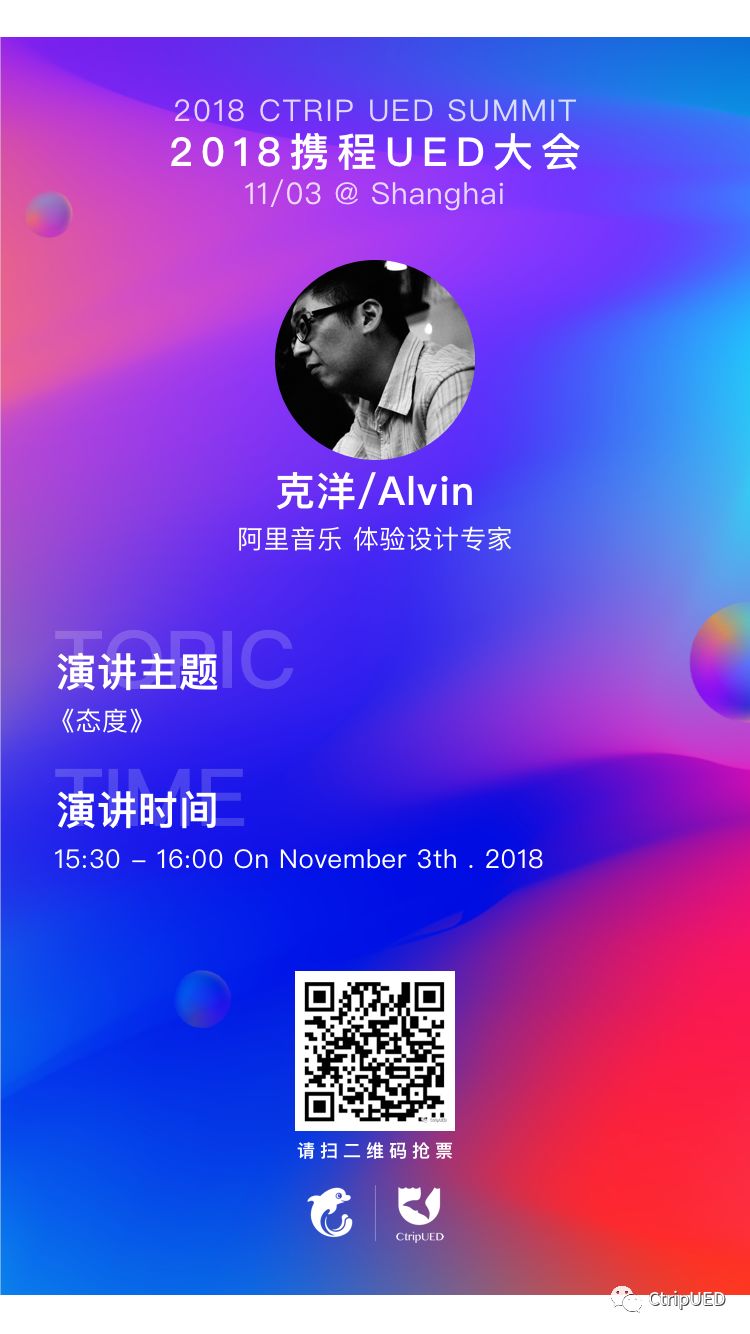 2018 CTRIP UED SUMMIT
2018携程UED大会
11/03 @ Shanghai
克洋/Alvin
阿里音乐 体验设计专家
TOPIC
演讲主题
《态度》
TIME
演讲时间
15:30 – 16:00 On November 3th . 2018
请扫二维码抢票
CtripUED
CtripUED